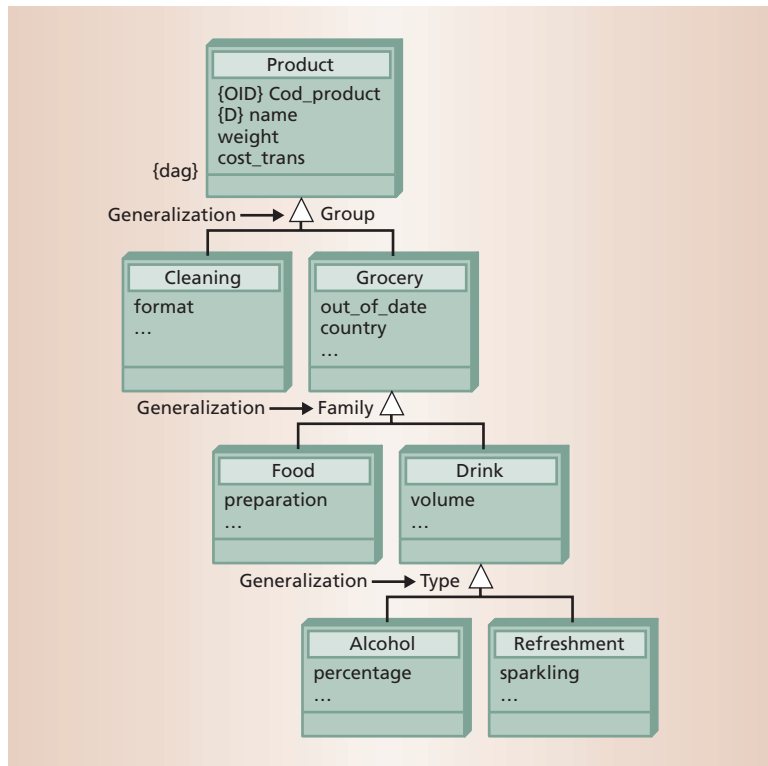 Product
{OID} Cod_product
{D} name
weight
cost_trans
{dag}
Generalization Group
Cleaning
format
...
Grocery
out_of_date
country
...
Generalization Family
Food
preparation
...
Drink
volume
...
Generalization Type
Alcohol
percentage
...
Refreshment
sparkling
...